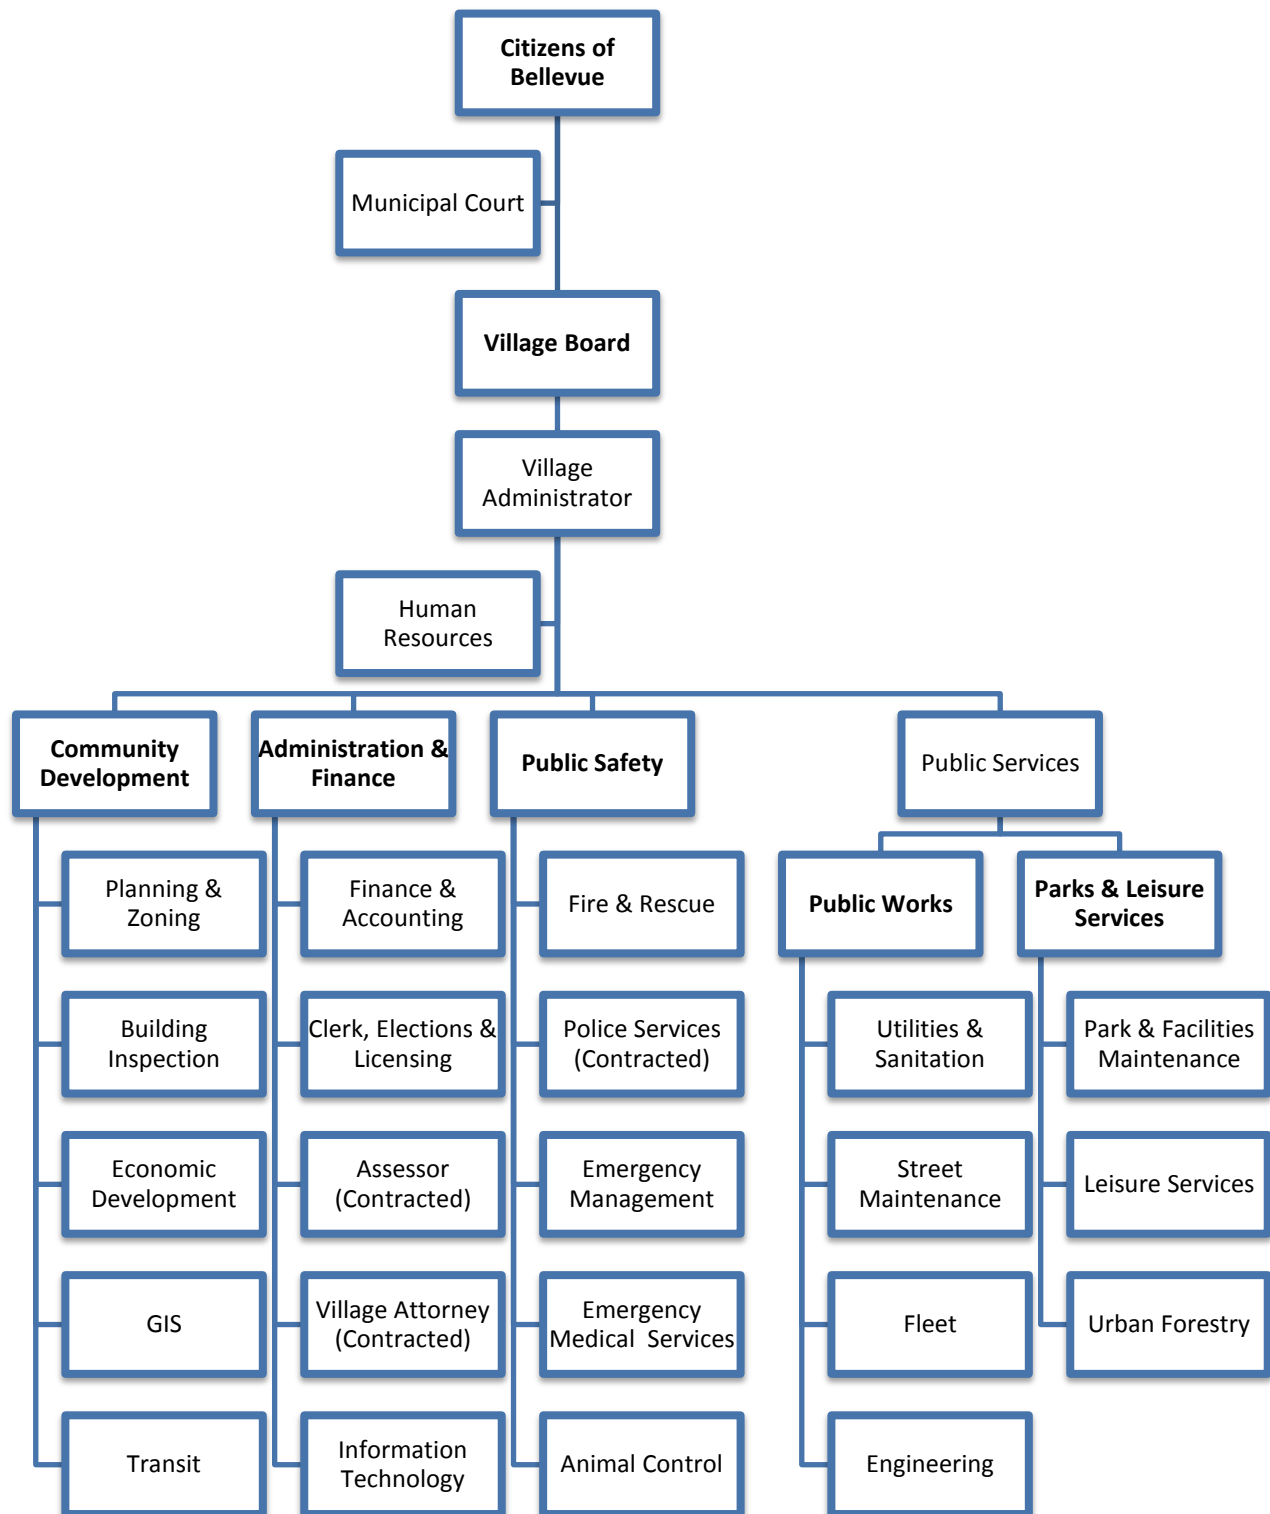 Citizens of
Bellevue
Municipal Court
Village Board
Village
Administrator
Human
Resources
Community
Development
Administration &
Finance
Public Safety
Public Services
Planning &
Zoning
Finance &
Accounting
Fire & Rescue
Public Works
Parks & Leisure
Services
Building
Inspection
Clerk, Elections &
Licensing
Police Services
(Contracted)
Utilities &
Sanitation
Park & Facilities
Maintenance
Economic
Development
Assessor
(Contracted)
Emergency
Management
Street
Maintenance
Leisure Services
GIS
Village Attorney
(Contracted)
Emergency
Medical  Services
Fleet
Urban Forestry
Transit
Information
Technology
Animal Control
Engineering